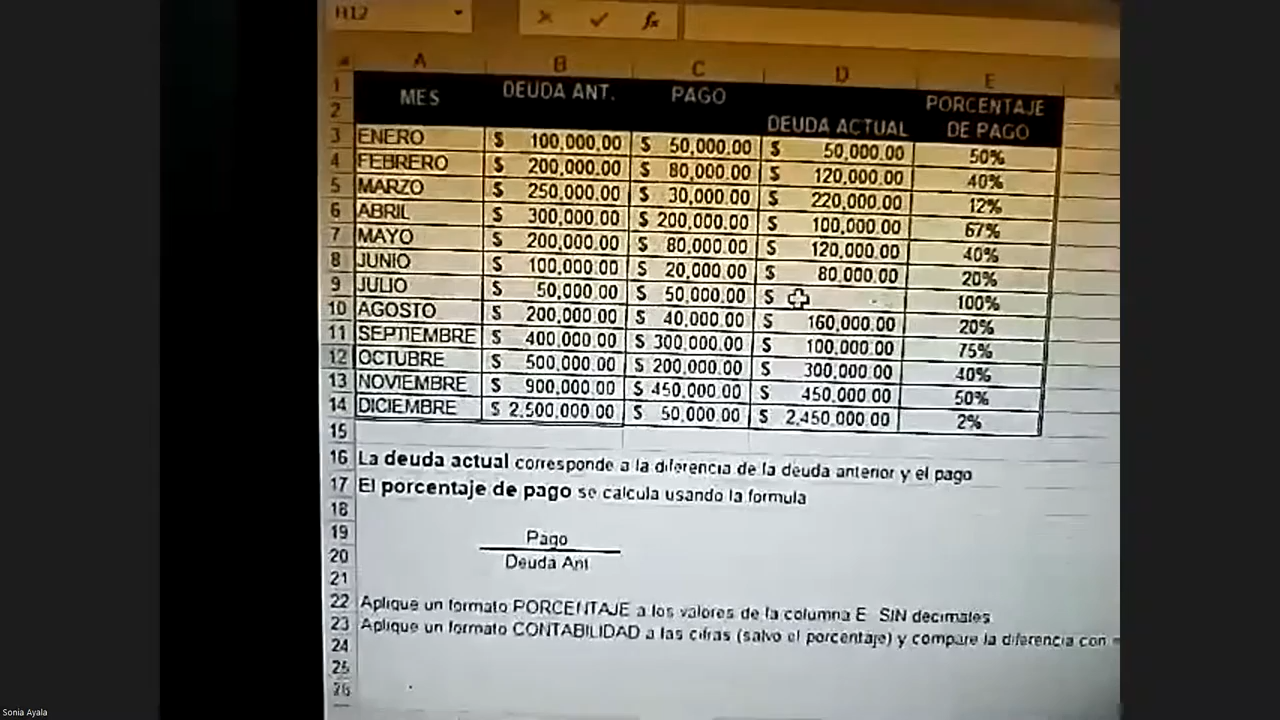 H12 fx
A B C D E
1 MES DEUDA ANT. PAGO PORCENTAJE
2 DEUDA ACTUAL DE PAGO
3 ENERO $ 100,000.00 $ 50,000.00 $ 50,000.00 50%
4 FEBRERO $ 200,000.00 $ 80,000.00 $ 120,000.00 40%
5 MARZO $ 250,000.00 $ 30,000.00 $ 220,000.00 12%
6 ABRIL $ 300,000.00 $ 200,000.00 $ 100,000.00 67%
7 MAYO $ 200,000.00 $ 80,000.00 $ 120,000.00 40%
8 JUNIO $ 100,000.00 $ 20,000.00 $ 80,000.00 20%
9 JULIO $ 50,000.00 $ 50,000.00 $ 100%
10 AGOSTO $ 200,000.00 $ 40,000.00 $ 160,000.00 20%
11 SEPTIEMBRE $ 400,000.00 $ 300,000.00 $ 100,000.00 75%
12 OCTUBRE $ 500,000.00 $ 200,000.00 $ 300,000.00 40%
13 NOVIEMBRE $ 900,000.00 $ 450,000.00 $ 450,000.00 50%
14 DICIEMBRE $ 2,500,000.00 $ 50,000.00 $ 2,450,000.00 2%
15
16 La deuda actual corresponde a la diferencia de la deuda anterior y el pago
17 El porcentaje de pago se calcula usando la formula
18
19 Pago
20 Deuda Ant
21
22 Aplique un formato PORCENTAJE a los valores de la columna E SIN decimales
23 Aplique un formato CONTABILIDAD a las cifras (salvo el porcentaje) y compare la diferencia con
24
25
26
Sonia Ayala